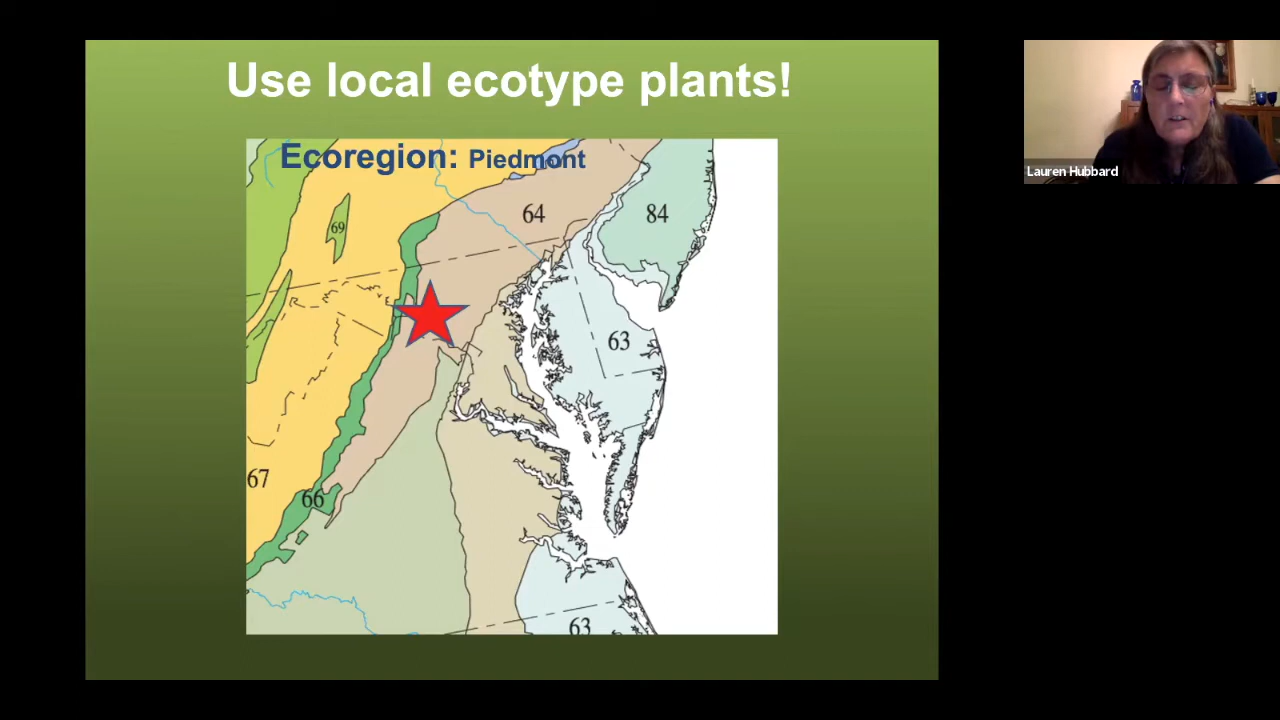 Use local ecotype plants!
Ecoregion: Piedmont
Lauren Hubbard
64
84
69
63
67
66
63